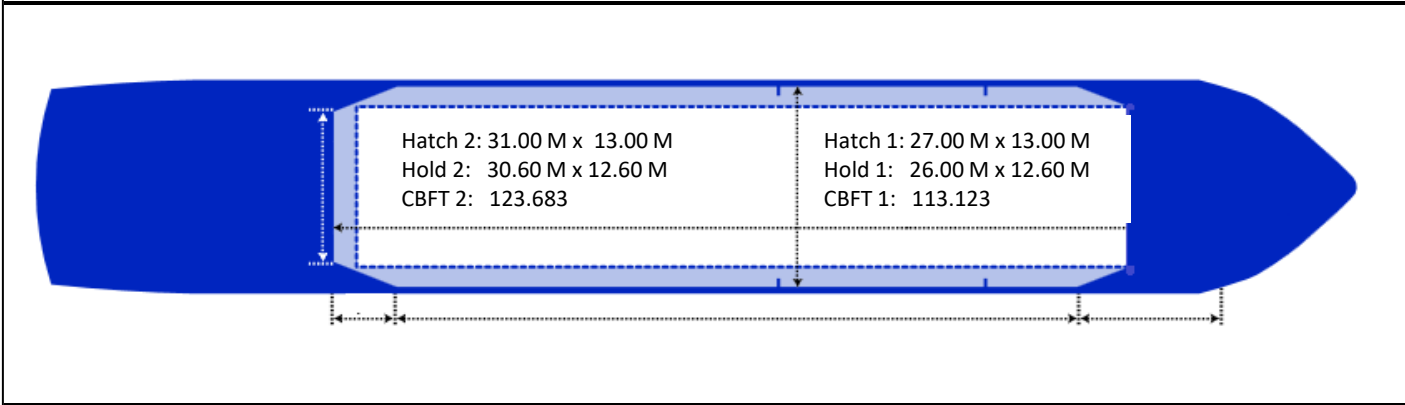 Hatch 2: 31.00 M x  13.00 M
Hold 2:   30.60 M x 12.60 M
CBFT 2:   123.683
Hatch 1: 27.00 M x 13.00 M
Hold 1:   26.00 M x 12.60 M
CBFT 1:   113.123